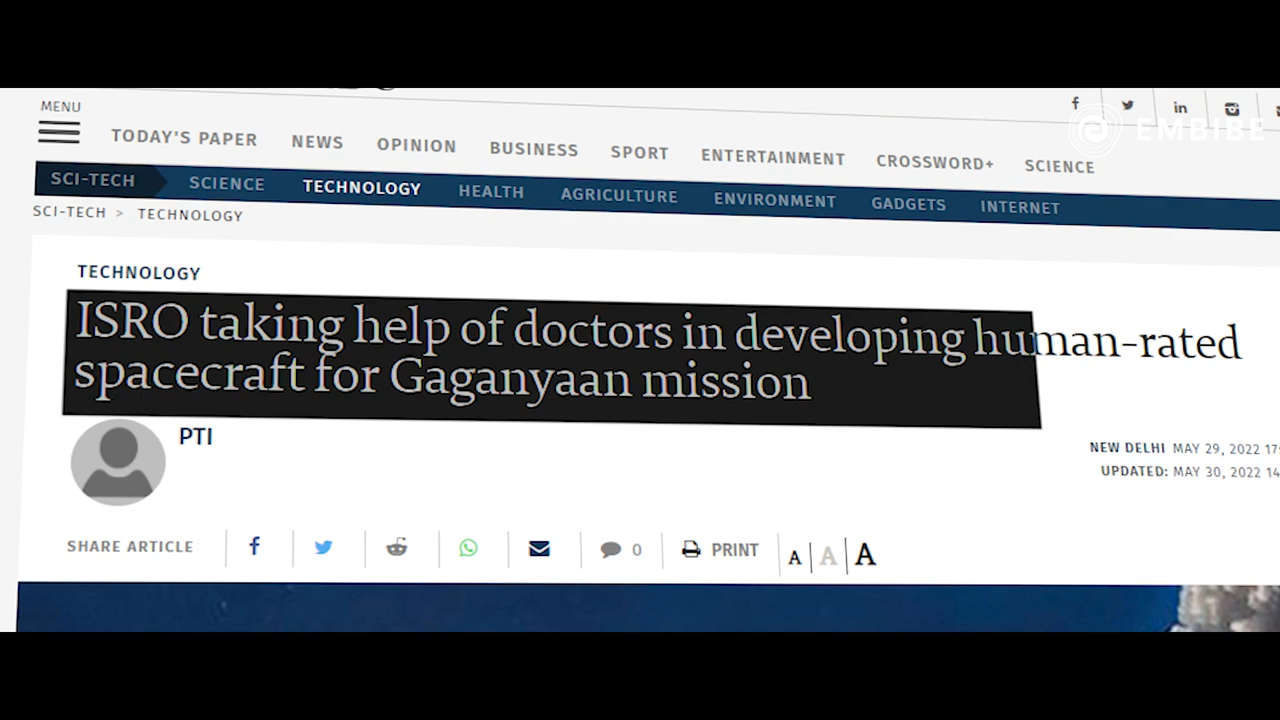 MENU
TODAY'S PAPER NEWS OPINION BUSINESS SPORT ENTERTAINMENT CROSSWORD+ SCIENCE
EMBIBE
SCI-TECH SCIENCE TECHNOLOGY HEALTH AGRICULTURE ENVIRONMENT GADGETS INTERNET
SCI-TECH > TECHNOLOGY
TECHNOLOGY
ISRO taking help of doctors in developing human-rated
spacecraft for Gaganyaan mission
PTI
NEW DELHI MAY 29, 2022 17:
UPDATED: MAY 30, 2022 14
SHARE ARTICLE 0 PRINT A A A